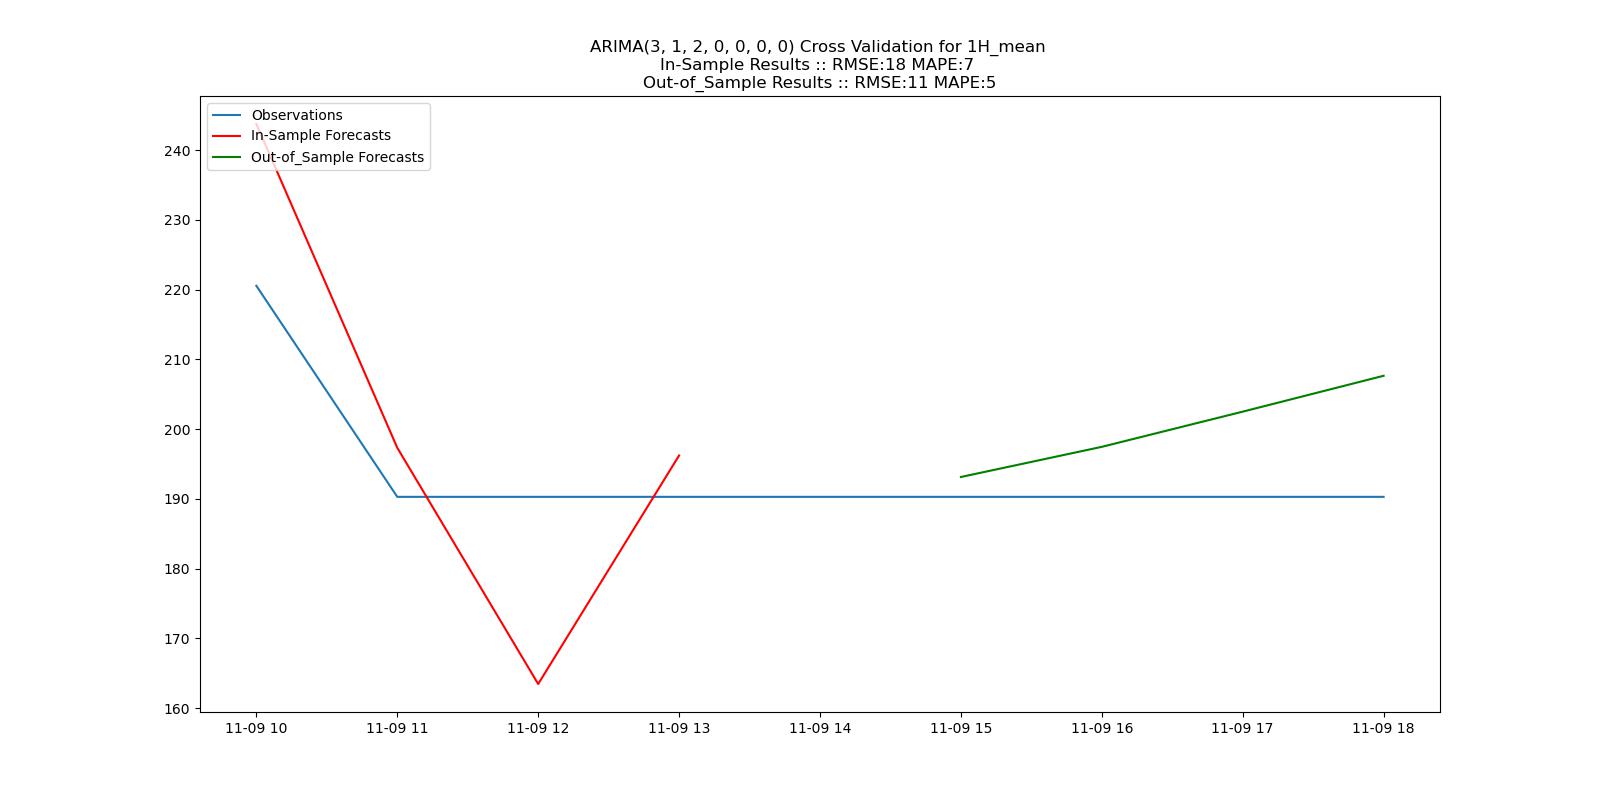 ARIMA(3, 1, 2, 0, 0, 0, 0) Cross Validation for 1H_mean
In-Sample Results :: RMSE:18 MAPE:7
Out-of_Sample Results :: RMSE:11 MAPE:5
Observations
In-Sample Forecasts
Out-of_Sample Forecasts
240
230
220
210
200
190
180
170
160
11-09 10 11-09 11 11-09 12 11-09 13 11-09 14 11-09 15 11-09 16 11-09 17 11-09 18